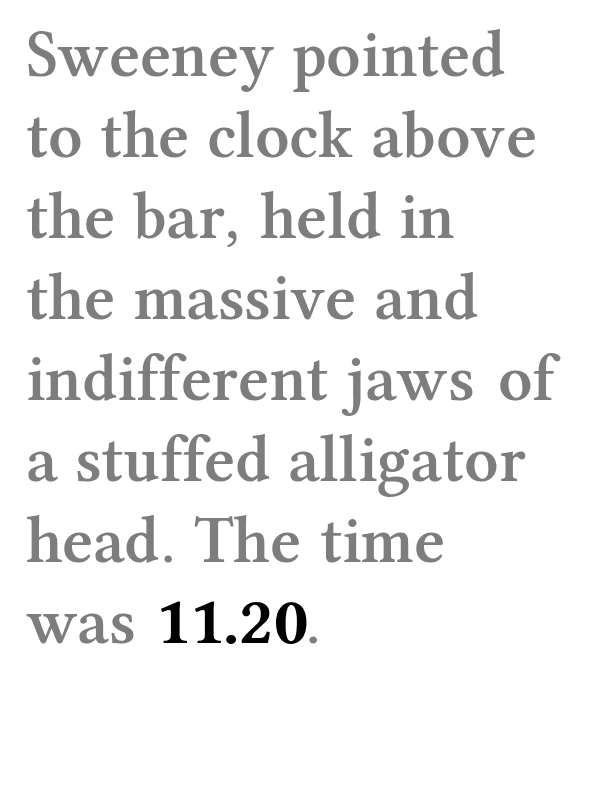 Sweeney pointed
to the clock above
the bar, held in
the massive and
indifferent jaws of
a stuffed alligator
head. The time
was 11.20.